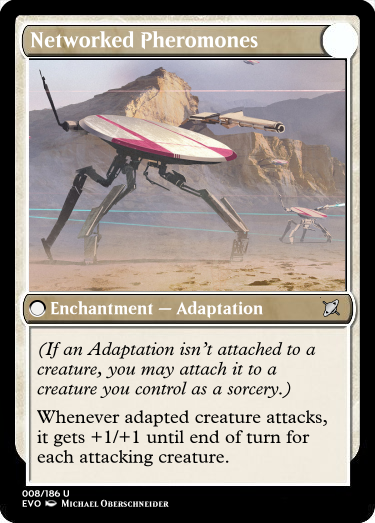 Networked Pheromones
Enchantment — Adaptation
(If an Adaptation isn't attached to a
creature, you may attach it to a
creature you control as a sorcery.)
Whenever adapted creature attacks,
it gets +1/+1 until end of turn for
each attacking creature.
008/186 U
EVO Michael Oberschneider